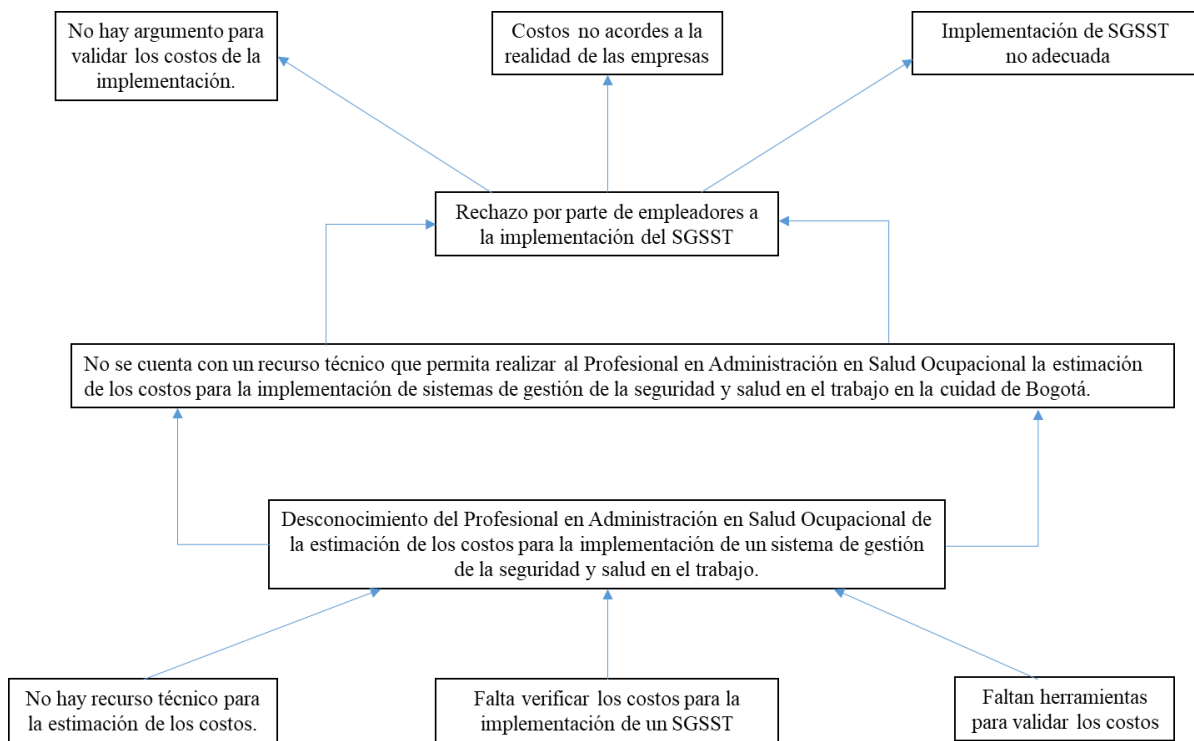 No hay argumento para
validar los costos de la
implementación.
Costos no acordes a la
realidad de las empresas
Implementación de SGSST
no adecuada
Rechazo por parte de empleadores a
la implementación del SGSST
No se cuenta con un recurso técnico que permita realizar al Profesional en Administración en Salud Ocupacional la estimación
de los costos para la implementación de sistemas de gestión de la seguridad y salud en el trabajo en la cuidad de Bogotá.
Desconocimiento del Profesional en Administración en Salud Ocupacional de
la estimación de los costos para la implementación de un sistema de gestión
de la seguridad y salud en el trabajo.
No hay recurso técnico para
la estimación de los costos.
Falta verificar los costos para la
implementación de un SGSST
Faltan herramientas
para validar los costos